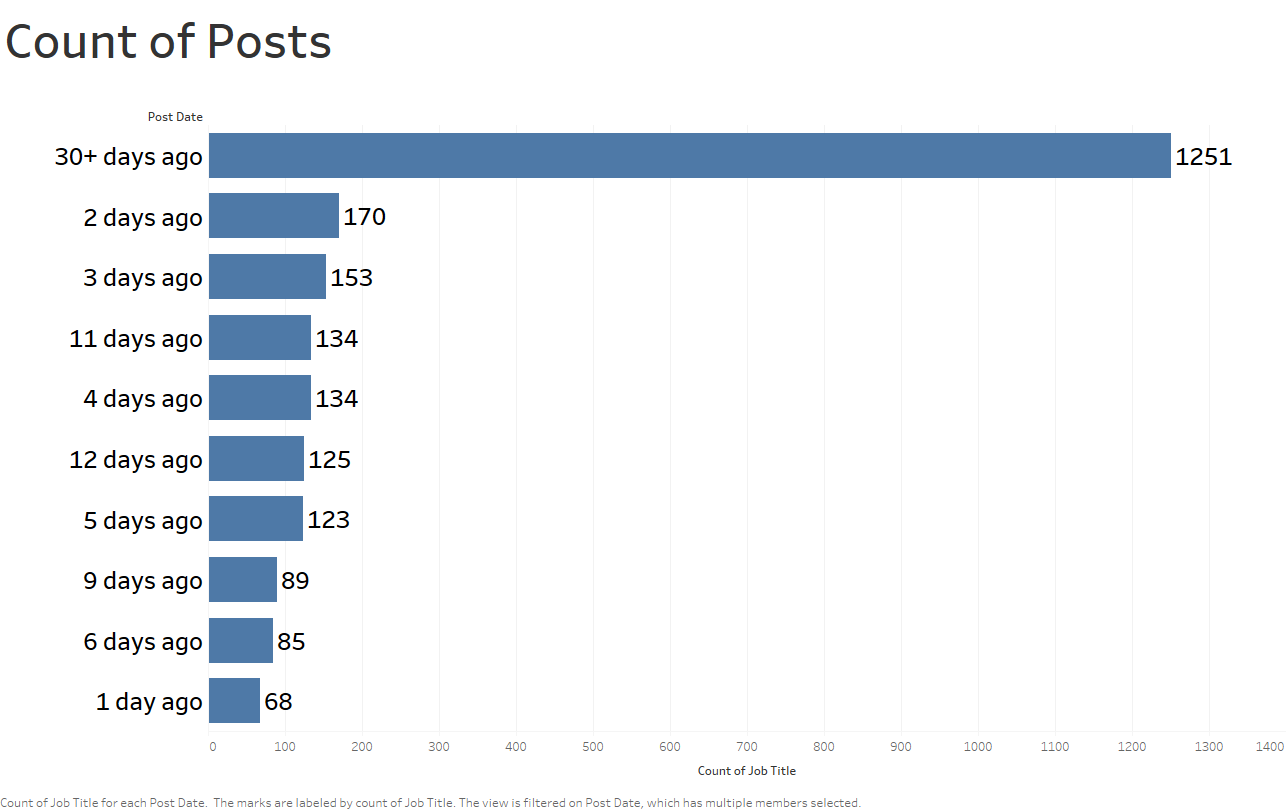 Count of Posts
Post Date
30+ days ago 1251
2 days ago 170
3 days ago 153
11 days ago 134
4 days ago 134
12 days ago 125
5 days ago 123
9 days ago 89
6 days ago 85
1 day ago 68
0 100 200 300 400 500 600 700 800 900 1000 1100 1200 1300 1400
Count of Job Title
Count of Job Title for each Post Date.  The marks are labeled by count of Job Title. The view is filtered on Post Date, which has multiple members selected.